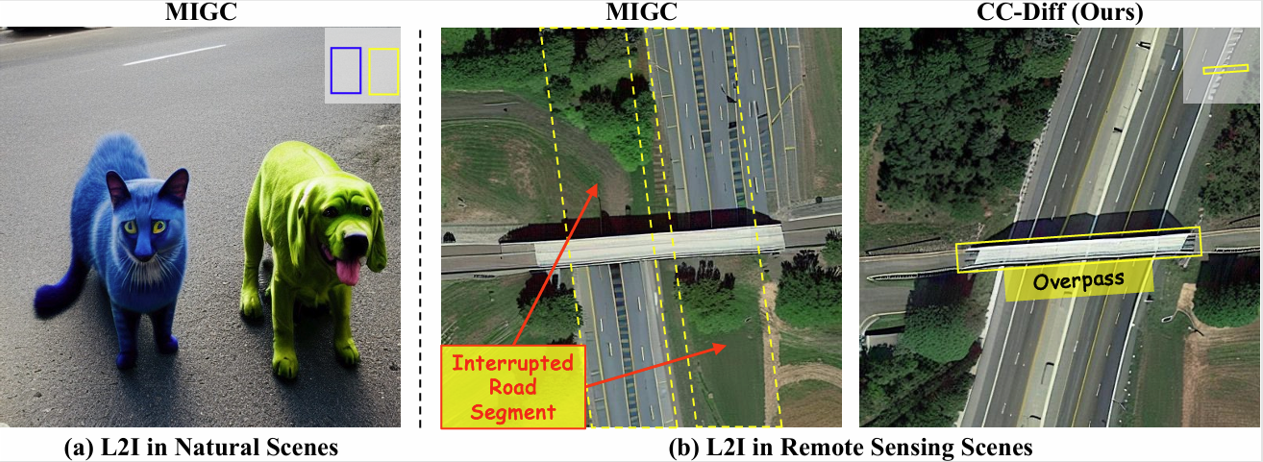 MIGC
MIGC
CC-Diff (Ours)
Overpass
Interrupted
Road
Segment
(a) L2I in Natural Scenes
(b) L2I in Remote Sensing Scenes